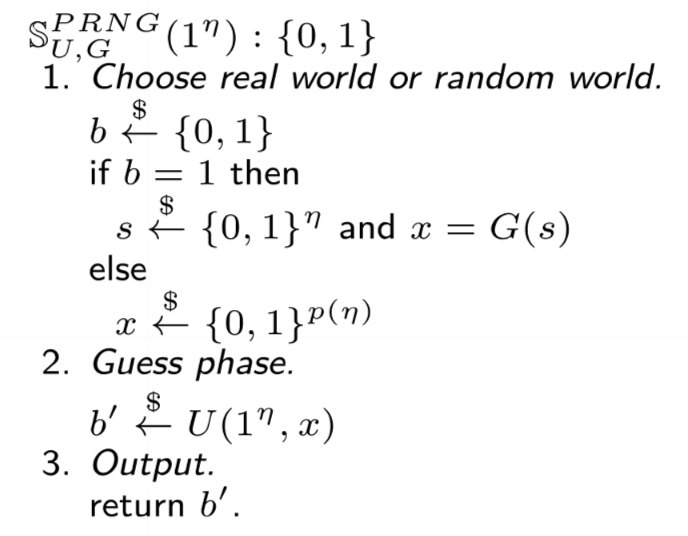 𝕊_{U,G}^{PRNG}(1^η) : {0, 1}
1. Choose real world or random world.
b ←^$ {0, 1}
if b = 1 then
s ←^$ {0, 1}^η and x = G(s)
else
x ←^$ {0, 1}^{p(η)}
2. Guess phase.
b′ ←^$ U(1^η, x)
3. Output.
return b′.